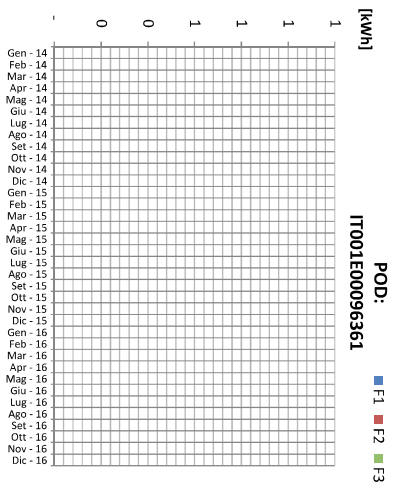 POD:
IT001E00096361
F1 F2 F3
[kWh]
1
1
1
1
0
0
-
Gen - 14
Feb - 14
Mar - 14
Apr - 14
Mag - 14
Giu - 14
Lug - 14
Ago - 14
Set - 14
Ott - 14
Nov - 14
Dic - 14
Gen - 15
Feb - 15
Mar - 15
Apr - 15
Mag - 15
Giu - 15
Lug - 15
Ago - 15
Set - 15
Ott - 15
Nov - 15
Dic - 15
Gen - 16
Feb - 16
Mar - 16
Apr - 16
Mag - 16
Giu - 16
Lug - 16
Ago - 16
Set - 16
Ott - 16
Nov - 16
Dic - 16